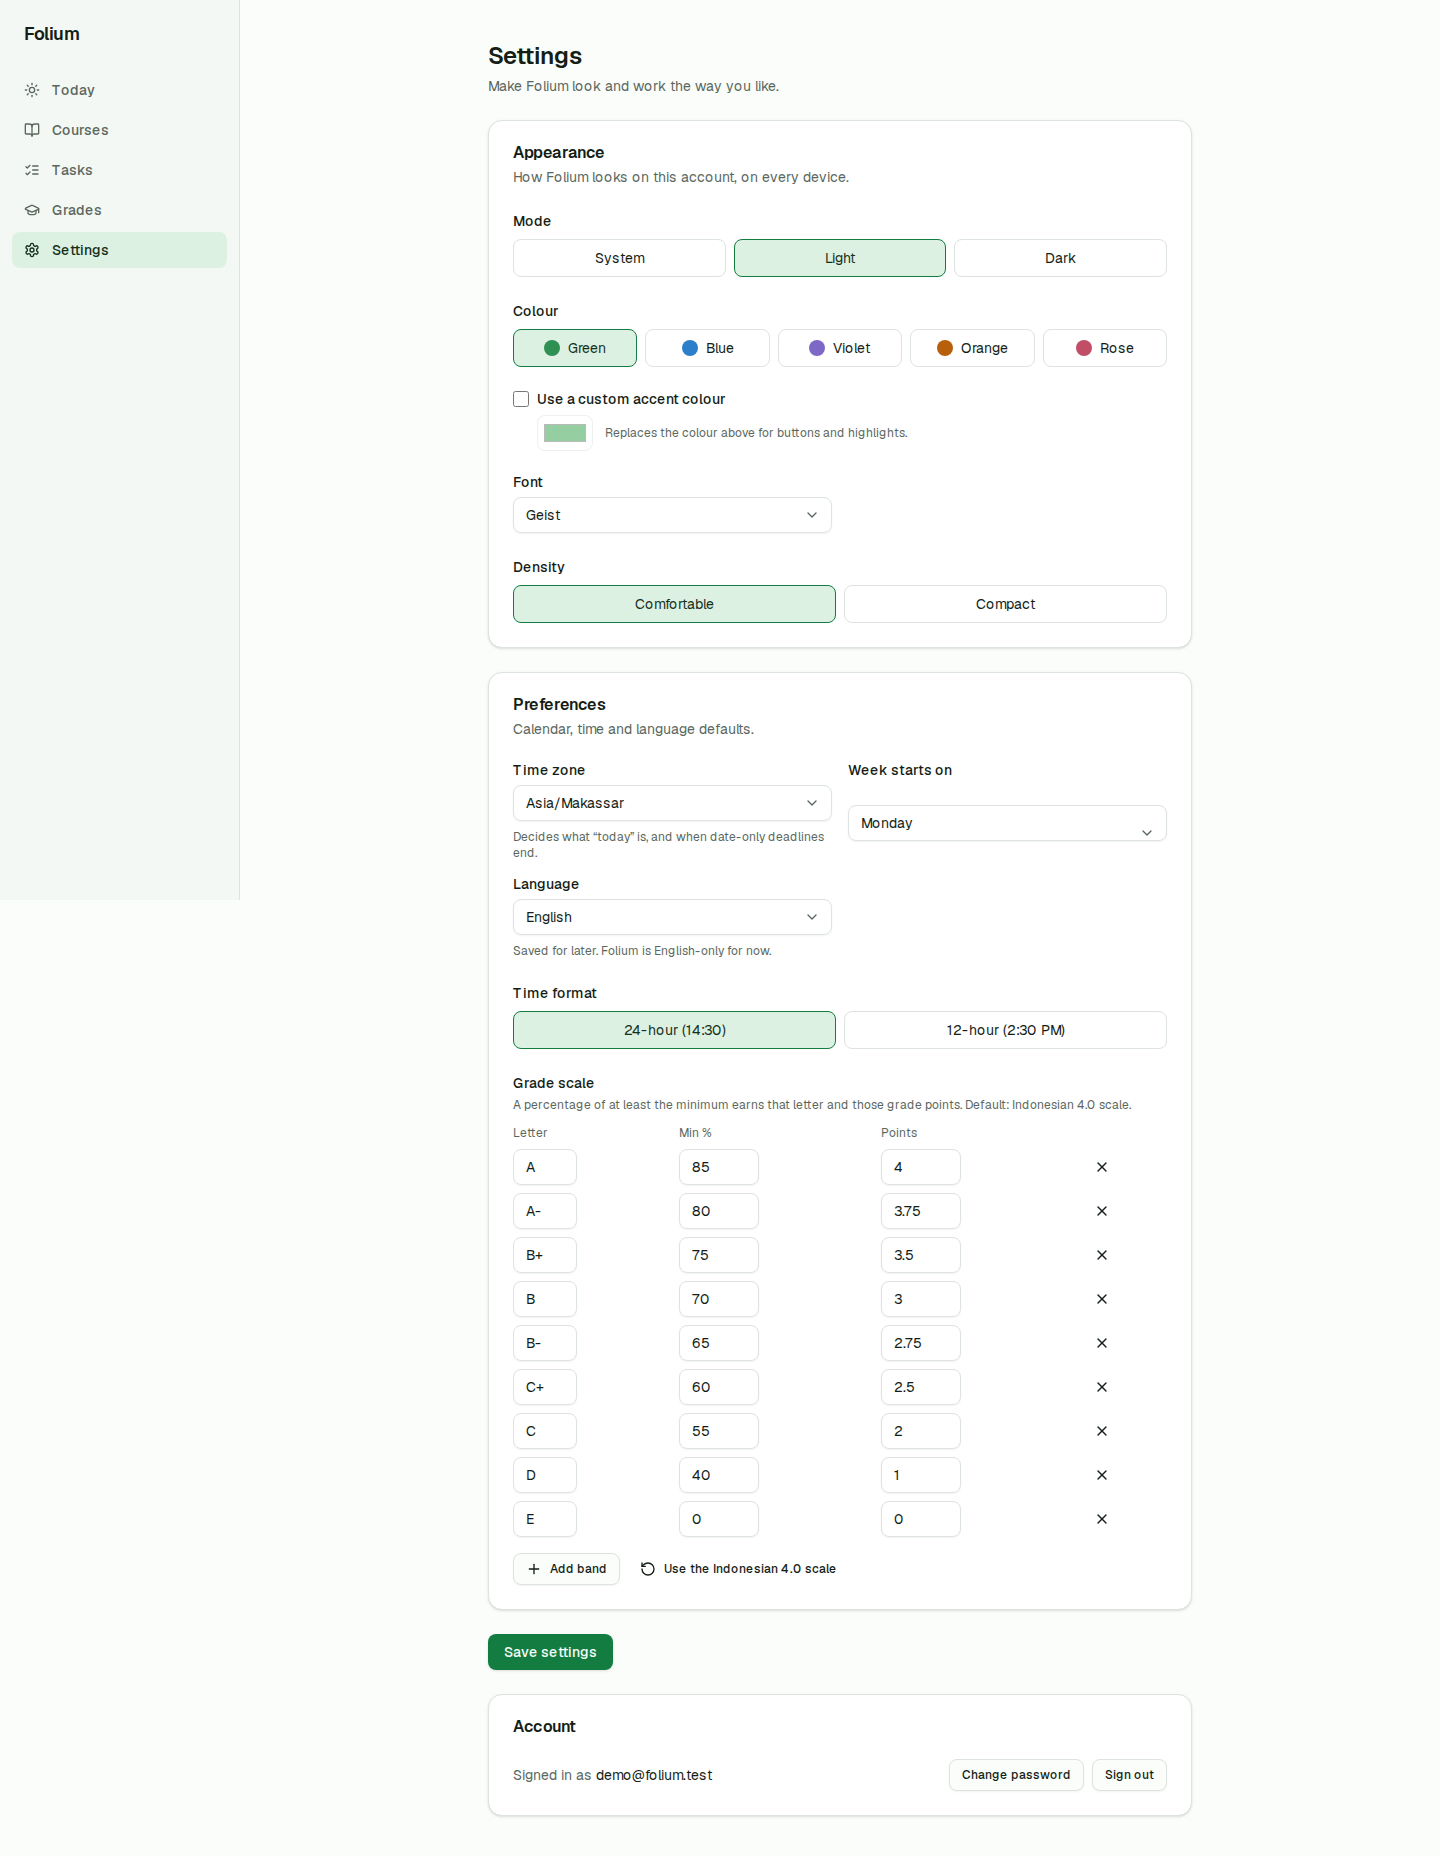 Folium
Today
Courses
Tasks
Grades
Settings
Settings
Make Folium look and work the way you like.
Appearance
How Folium looks on this account, on every device.
Mode
System
Light
Dark
Colour
Green
Blue
Violet
Orange
Rose
Use a custom accent colour
Replaces the colour above for buttons and highlights.
Font
Geist
Density
Comfortable
Compact
Preferences
Calendar, time and language defaults.
Time zone
Asia/Makassar
Decides what “today” is, and when date-only deadlines
end.
Week starts on
Monday
Language
English
Saved for later. Folium is English-only for now.
Time format
24-hour (14:30)
12-hour (2:30 PM)
Grade scale
A percentage of at least the minimum earns that letter and those grade points. Default: Indonesian 4.0 scale.
Letter Min % Points
A 85 4
A- 80 3.75
B+ 75 3.5
B 70 3
B- 65 2.75
C+ 60 2.5
C 55 2
D 40 1
E 0 0
Add band
Use the Indonesian 4.0 scale
Save settings
Account
Signed in as demo@folium.test
Change password
Sign out